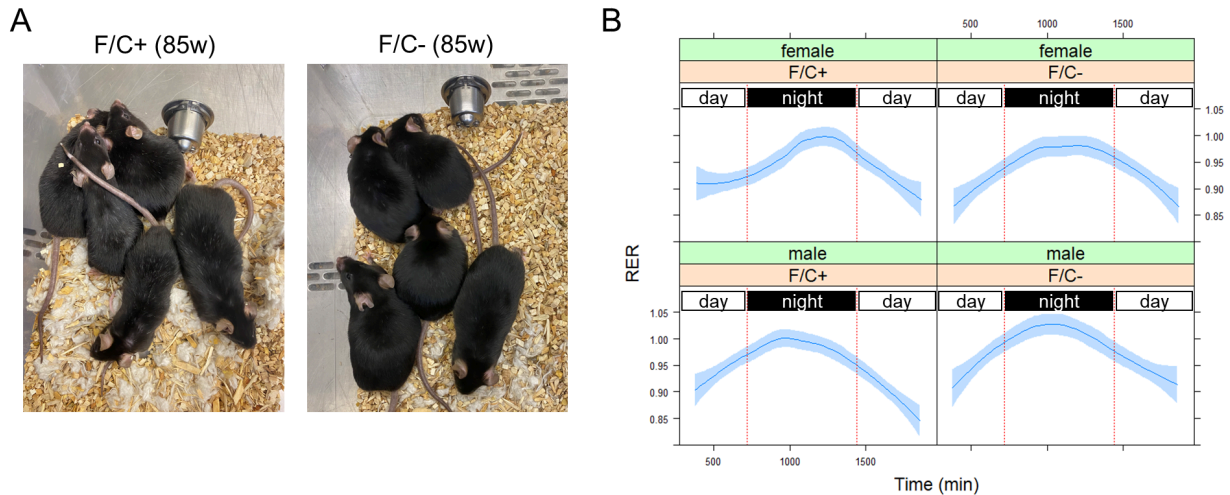 A
F/C+ (85w)
F/C- (85w)
B
500
1000
1500
female
female
F/C+
F/C-
day
night
day
day
night
day
1.05
1.00
0.95
0.90
0.85
male
male
F/C+
F/C-
day
night
day
day
night
day
1.05
1.00
0.95
0.90
0.85
RER
500
1000
1500
Time (min)